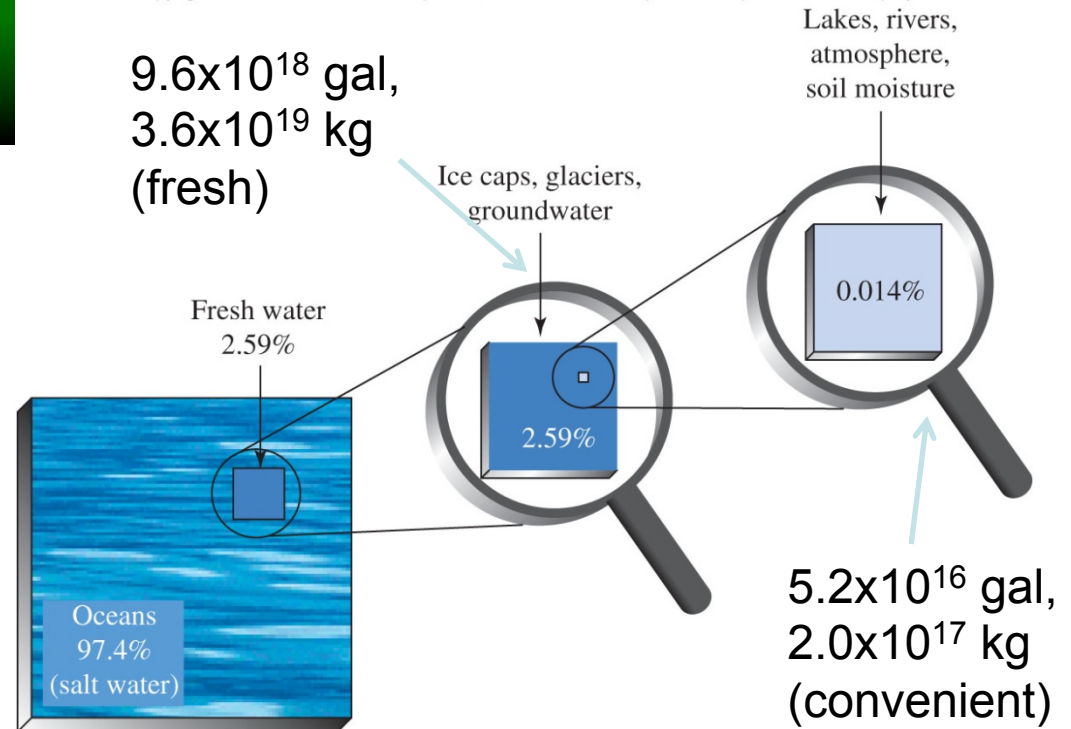 9.6x10¹⁸ gal,
3.6x10¹⁹ kg
(fresh)
Lakes, rivers,
atmosphere,
soil moisture
Ice caps, glaciers,
groundwater
0.014%
Fresh water
2.59%
2.59%
Oceans
97.4%
(salt water)
5.2x10¹⁶ gal,
2.0x10¹⁷ kg
(convenient)